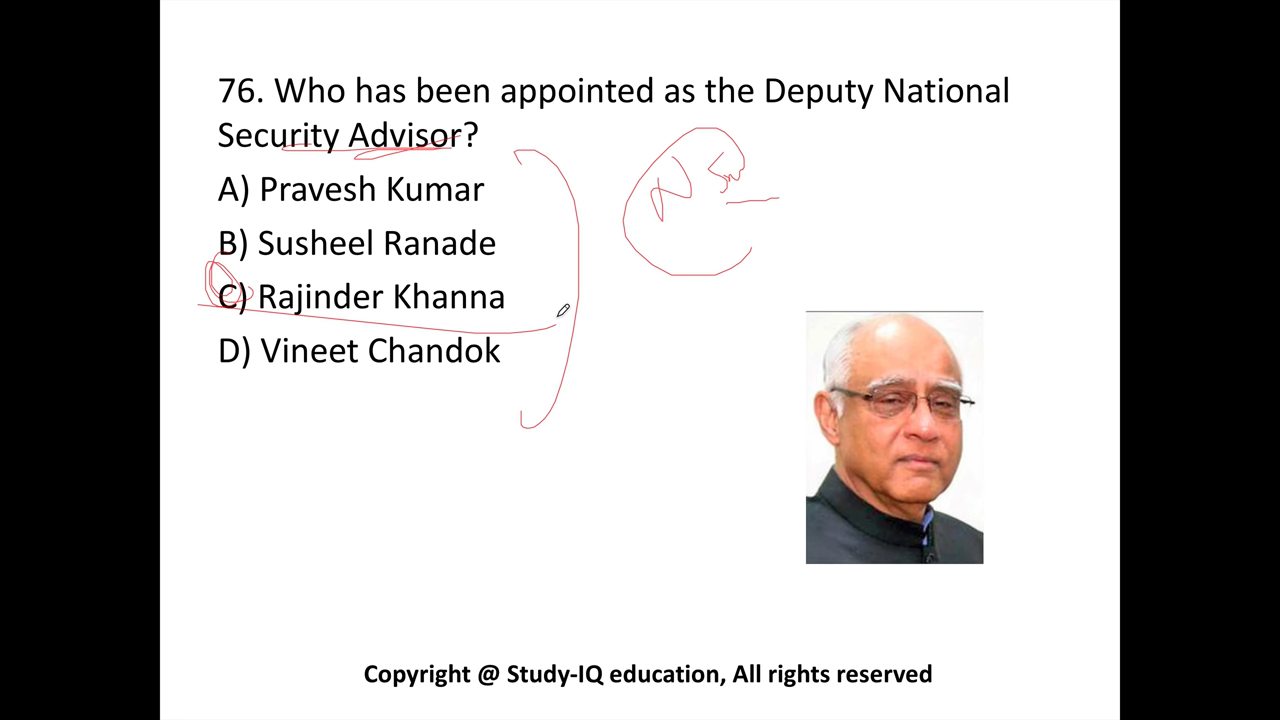 76. Who has been appointed as the Deputy National
Security Advisor?
A) Pravesh Kumar
B) Susheel Ranade
C) Rajinder Khanna
D) Vineet Chandok
Copyright @ Study-IQ education, All rights reserved